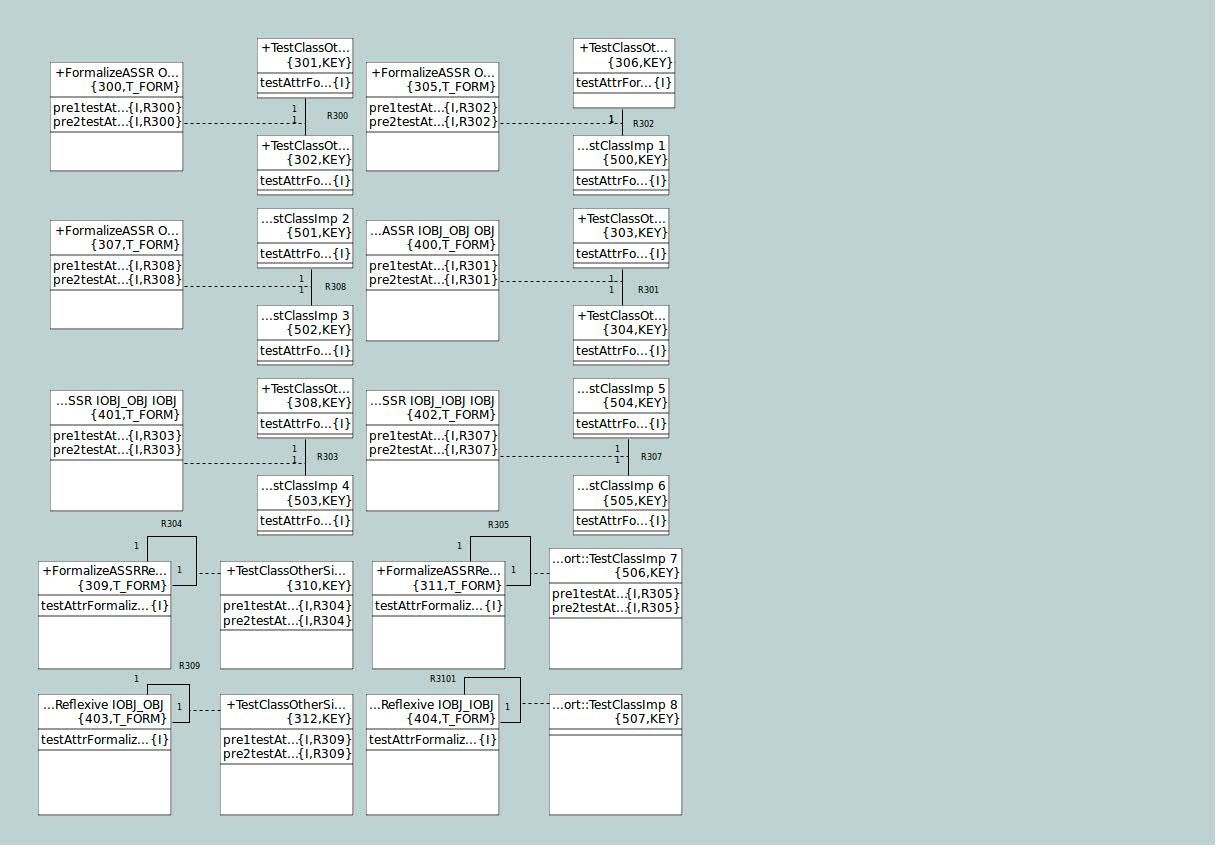 +FormalizeASSR O...
{300,T_FORM}
pre1testAt...{I,R300}
pre2testAt...{I,R300}
+TestClassOt...
{301,KEY}
testAttrFo...{I}
1
1
R300
+TestClassOt...
{302,KEY}
testAttrFo...{I}
+FormalizeASSR O...
{305,T_FORM}
pre1testAt...{I,R302}
pre2testAt...{I,R302}
+TestClassOt...
{306,KEY}
testAttrFor...{I}
1
R302
...stClassImp 1
{500,KEY}
testAttrFo...{I}
+FormalizeASSR O...
{307,T_FORM}
pre1testAt...{I,R308}
pre2testAt...{I,R308}
...stClassImp 2
{501,KEY}
testAttrFo...{I}
1
1
R308
...stClassImp 3
{502,KEY}
testAttrFo...{I}
...ASSR IOBJ_OBJ OBJ
{400,T_FORM}
pre1testAt...{I,R301}
pre2testAt...{I,R301}
+TestClassOt...
{303,KEY}
testAttrFo...{I}
1
1
R301
+TestClassOt...
{304,KEY}
testAttrFo...{I}
...SSR IOBJ_OBJ IOBJ
{401,T_FORM}
pre1testAt...{I,R303}
pre2testAt...{I,R303}
+TestClassOt...
{308,KEY}
testAttrFo...{I}
1
1
R303
...stClassImp 4
{503,KEY}
testAttrFo...{I}
...SSR IOBJ_IOBJ IOBJ
{402,T_FORM}
pre1testAt...{I,R307}
pre2testAt...{I,R307}
...stClassImp 5
{504,KEY}
testAttrFo...{I}
1
1
R307
...stClassImp 6
{505,KEY}
testAttrFo...{I}
R304
1
1
+FormalizeASSRRe...
{309,T_FORM}
testAttrFormaliz...{I}
+TestClassOtherSi...
{310,KEY}
pre1testAt...{I,R304}
pre2testAt...{I,R304}
R305
1
1
+FormalizeASSRRe...
{311,T_FORM}
testAttrFormaliz...{I}
...ort::TestClassImp 7
{506,KEY}
pre1testAt...{I,R305}
pre2testAt...{I,R305}
R309
1
1
...Reflexive IOBJ_OBJ
{403,T_FORM}
testAttrFormaliz...{I}
+TestClassOtherSi...
{312,KEY}
pre1testAt...{I,R309}
pre2testAt...{I,R309}
R3101
1
...Reflexive IOBJ_IOBJ
{404,T_FORM}
testAttrFormaliz...{I}
...ort::TestClassImp 8
{507,KEY}